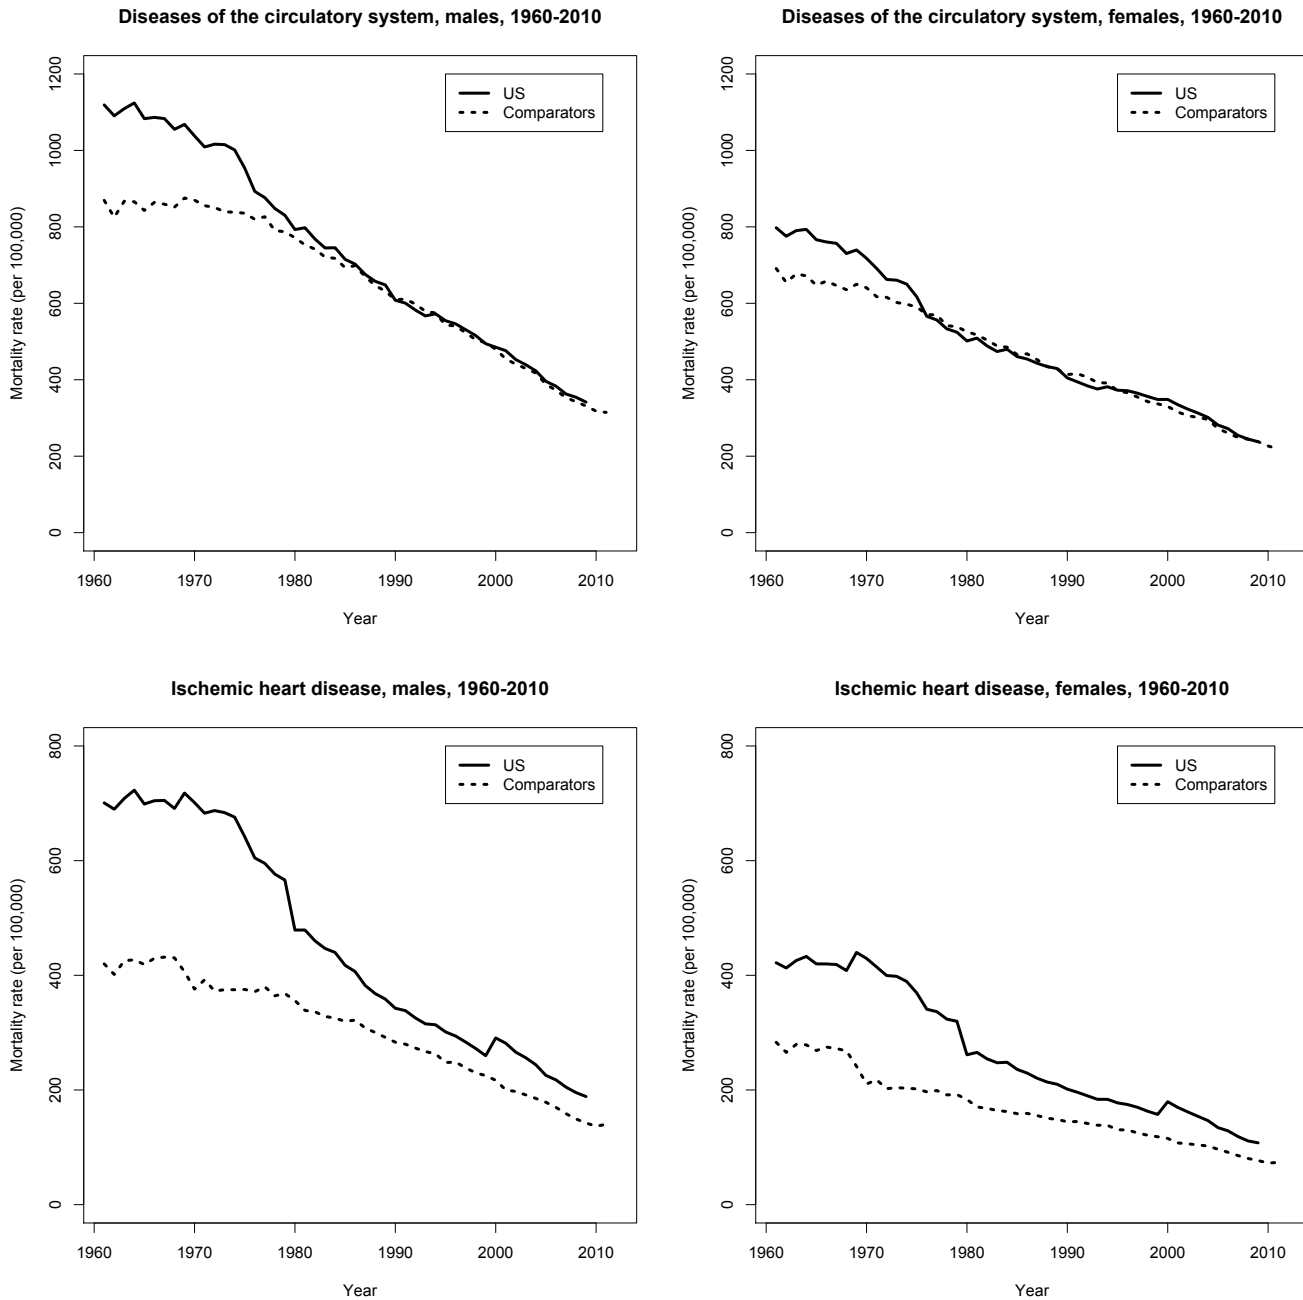 Diseases of the circulatory system, males, 1960-2010
US
Comparators
Mortality rate (per 100,000)
1200
1000
800
600
400
200
0
1960 1970 1980 1990 2000 2010
Year
Diseases of the circulatory system, females, 1960-2010
US
Comparators
Mortality rate (per 100,000)
1200
1000
800
600
400
200
0
1960 1970 1980 1990 2000 2010
Year
Ischemic heart disease, males, 1960-2010
US
Comparators
Mortality rate (per 100,000)
800
600
400
200
0
1960 1970 1980 1990 2000 2010
Year
Ischemic heart disease, females, 1960-2010
US
Comparators
Mortality rate (per 100,000)
800
600
400
200
0
1960 1970 1980 1990 2000 2010
Year